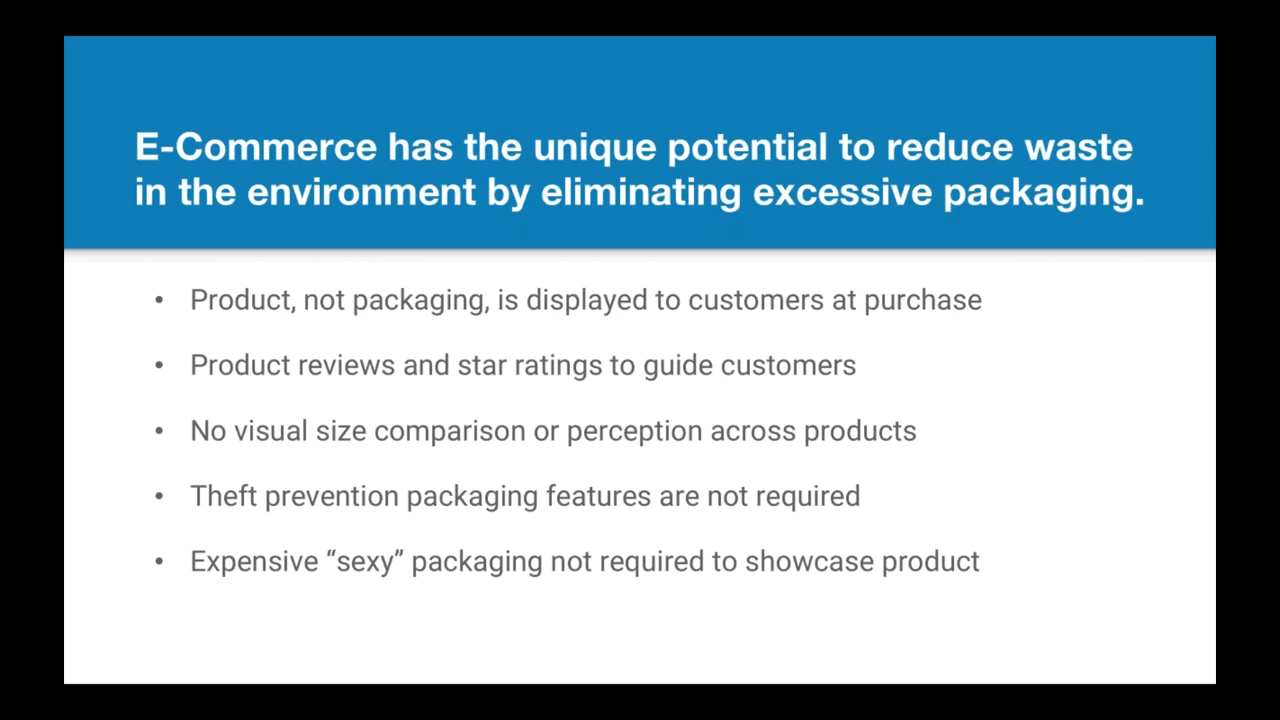 E-Commerce has the unique potential to reduce waste
in the environment by eliminating excessive packaging.
• Product, not packaging, is displayed to customers at purchase
• Product reviews and star ratings to guide customers
• No visual size comparison or perception across products
• Theft prevention packaging features are not required
• Expensive “sexy” packaging not required to showcase product